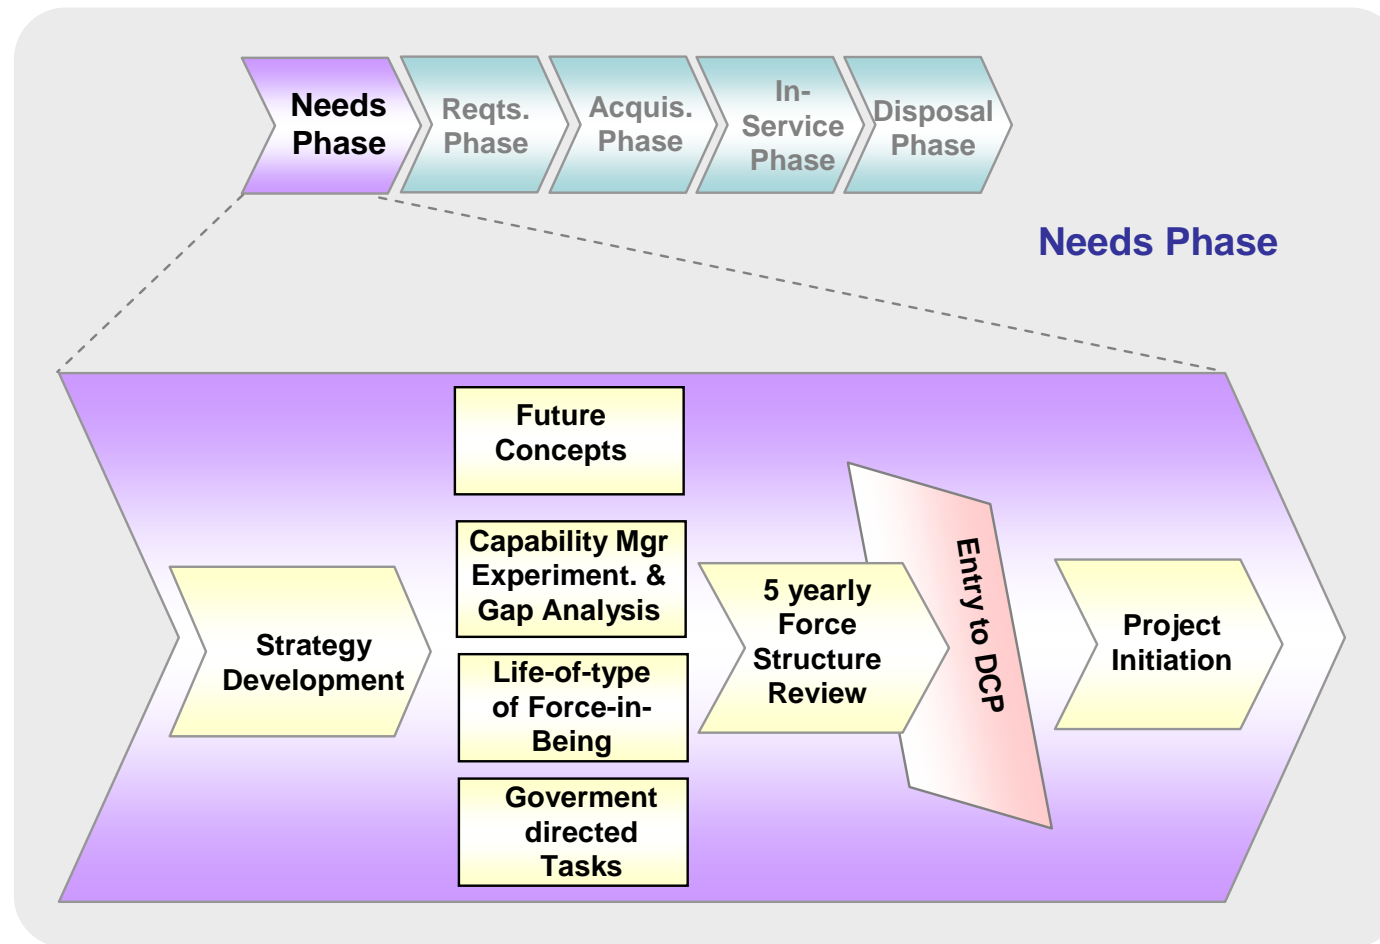 Needs
Phase
Reqts.
Phase
Acquis.
Phase
In-
Service
Phase
Disposal
Phase
Needs Phase
Strategy
Development
Future
Concepts
Capability Mgr
Experiment. &
Gap Analysis
Life-of-type
of Force-in-
Being
Goverment
directed
Tasks
5 yearly
Force
Structure
Review
Entry to DCP
Project
Initiation